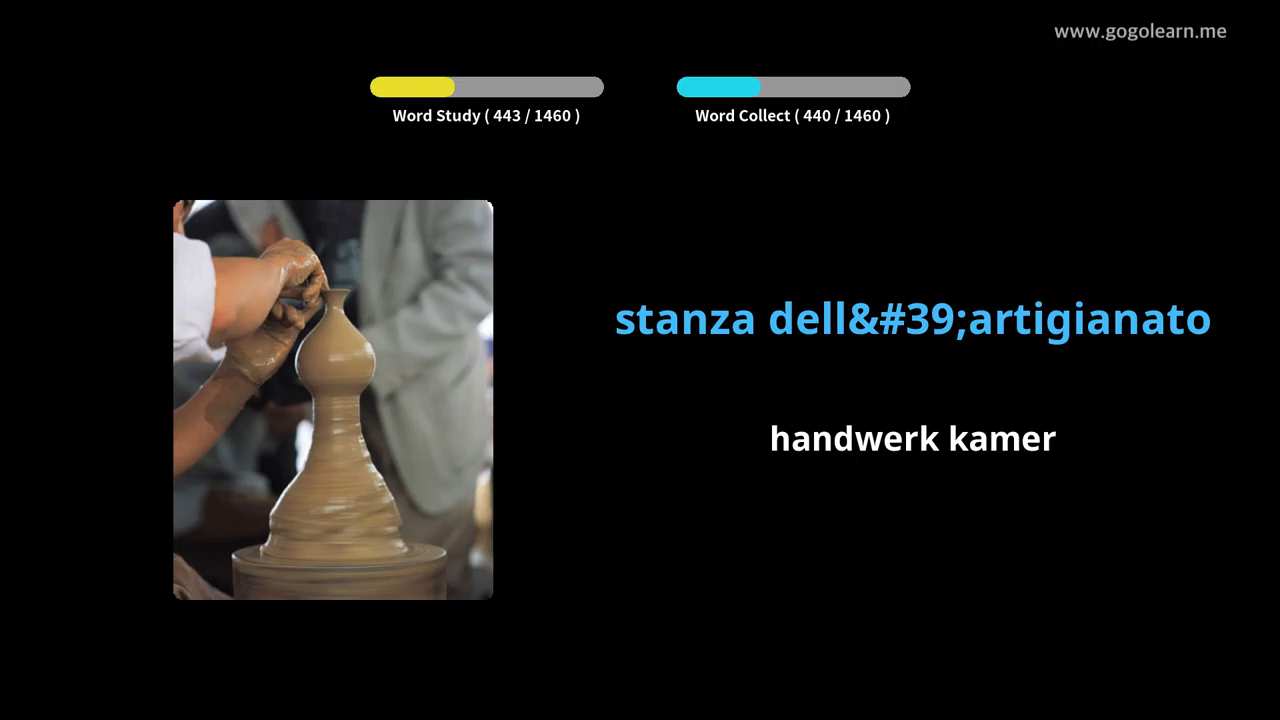 www.gogolearn.me
Word Study ( 443 / 1460 )
Word Collect ( 440 / 1460 )
stanza dell&#39;artigianato
handwerk kamer